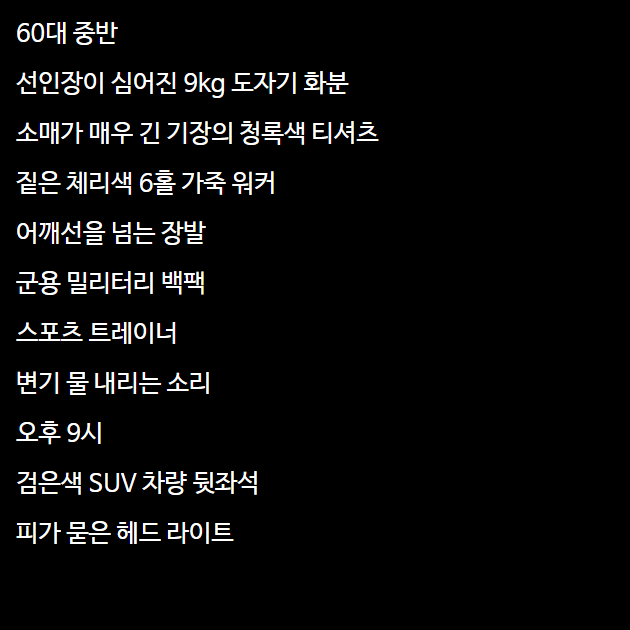 60대 중반
선인장이 심어진 9kg 도자기 화분
소매가 매우 긴 기장의 청록색 티셔츠
짙은 체리색 6홀 가죽 워커
어깨선을 넘는 장발
군용 밀리터리 백팩
스포츠 트레이너
변기 물 내리는 소리
오후 9시
검은색 SUV 차량 뒷좌석
피가 묻은 헤드 라이트